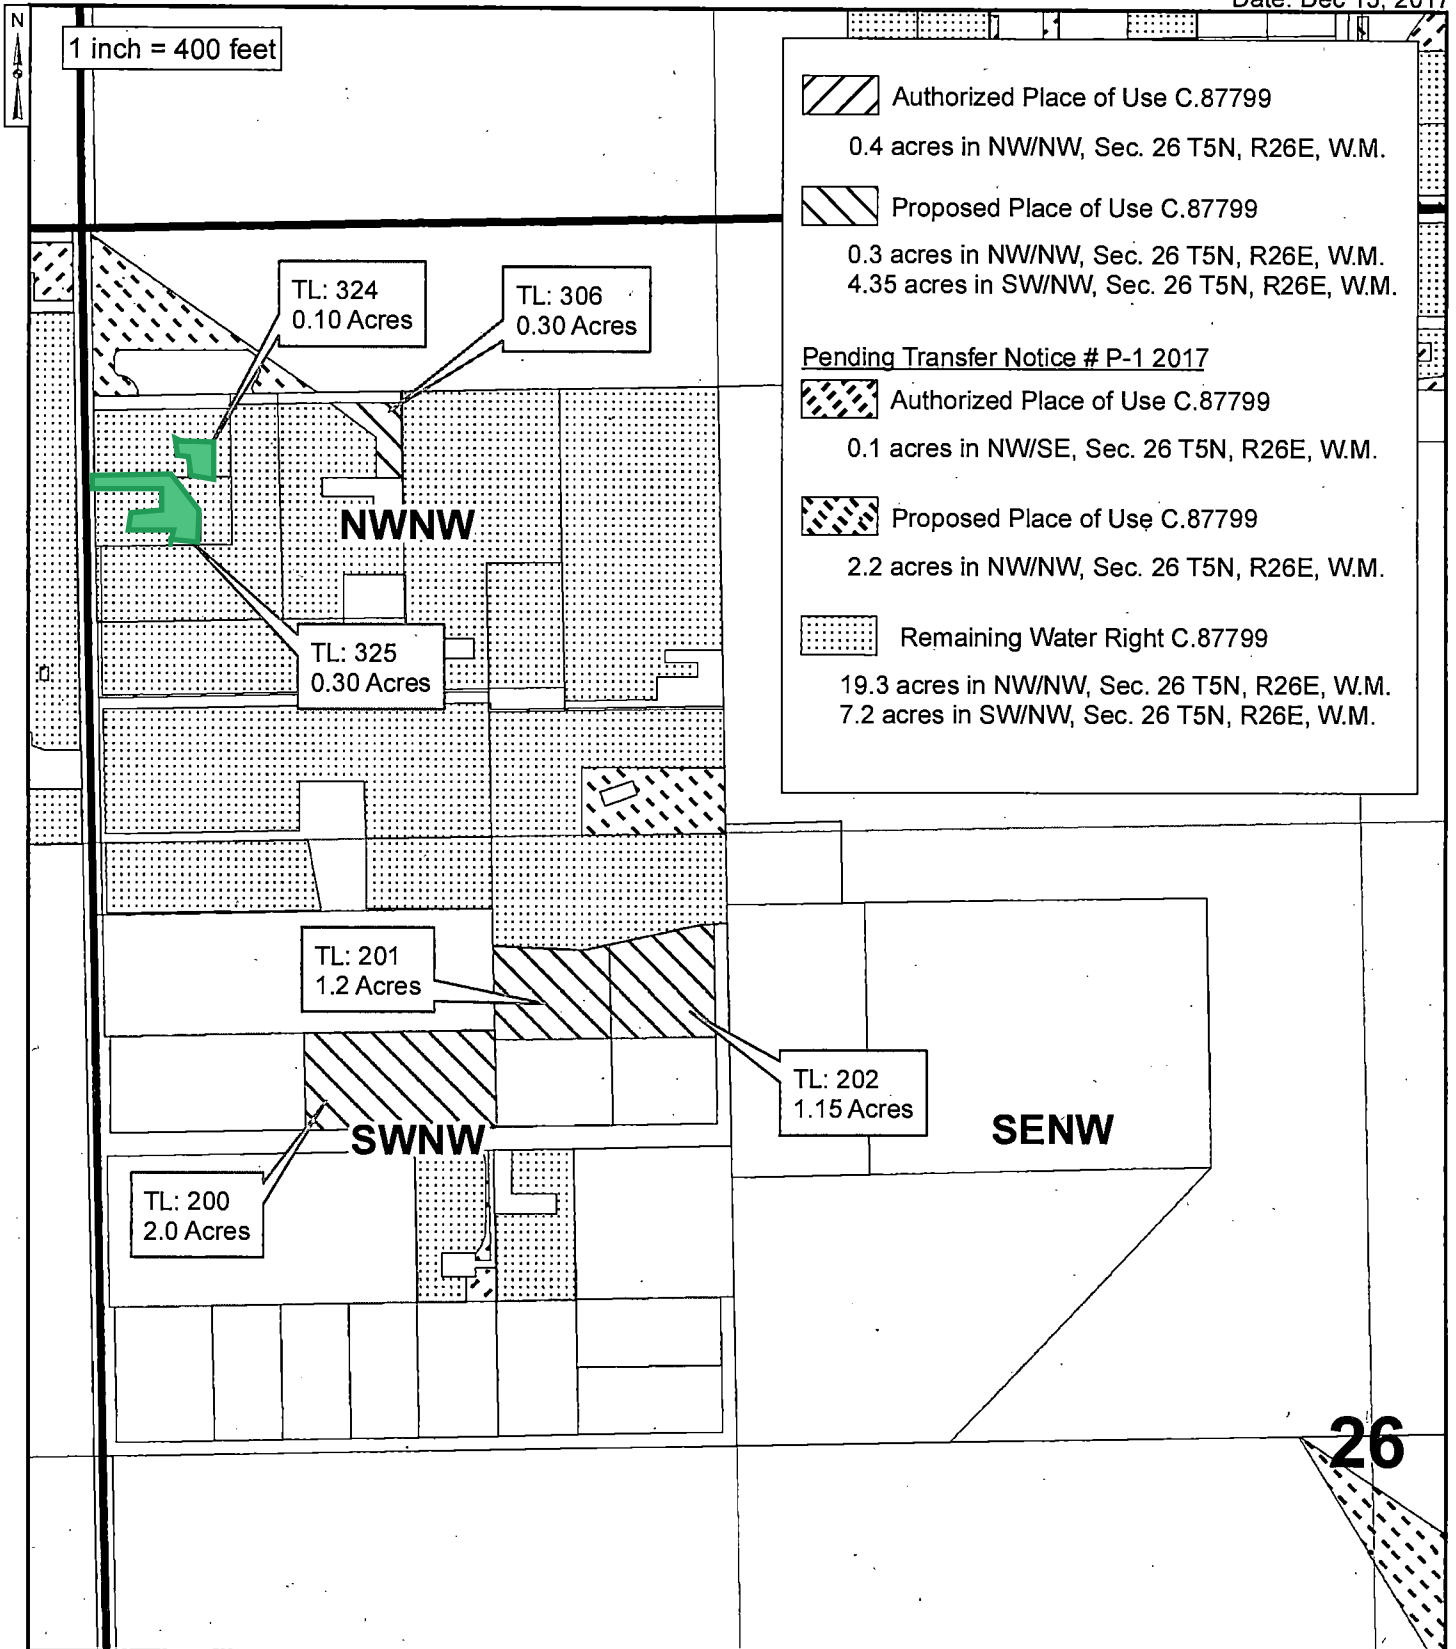 Date: Dec 15, 2017
N
1 inch = 400 feet
Authorized Place of Use C.87799
0.4 acres in NW/NW, Sec. 26 T5N, R26E, W.M.
Proposed Place of Use C.87799
0.3 acres in NW/NW, Sec. 26 T5N, R26E, W.M.
4.35 acres in SW/NW, Sec. 26 T5N, R26E, W.M.
Pending Transfer Notice # P-1 2017
Authorized Place of Use C.87799
0.1 acres in NW/SE, Sec. 26 T5N, R26E, W.M.
Proposed Place of Use C.87799
2.2 acres in NW/NW, Sec. 26 T5N, R26E, W.M.
Remaining Water Right C.87799
19.3 acres in NW/NW, Sec. 26 T5N, R26E, W.M.
7.2 acres in SW/NW, Sec. 26 T5N, R26E, W.M.
TL: 324
0.10 Acres
TL: 306
0.30 Acres
NWNW
TL: 325
0.30 Acres
TL: 201
1.2 Acres
TL: 202
1.15 Acres
SENW
SWNW
TL: 200
2.0 Acres
26